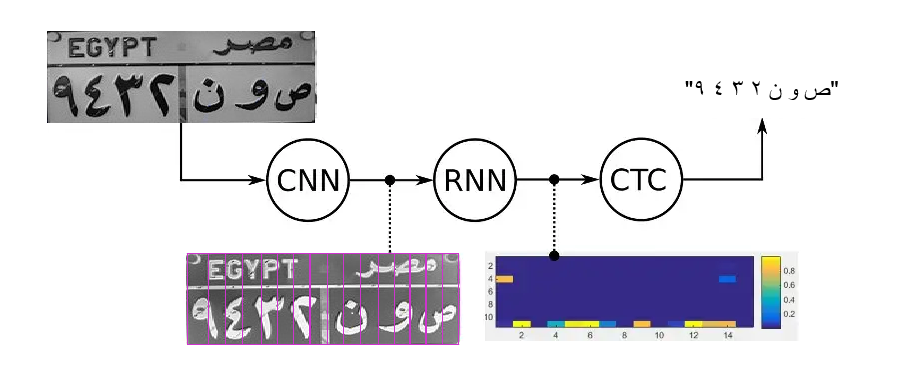 EGYPT مصر
٩٤٣٢ ن و ص
"ص و ن ٢ ٣ ٤ ٩"
CNN
RNN
CTC
EGYPT مصر
٩٤٣٢ ن و ص
2
4
6
8
10
2 4 6 8 10 12 14
0.8
0.6
0.4
0.2